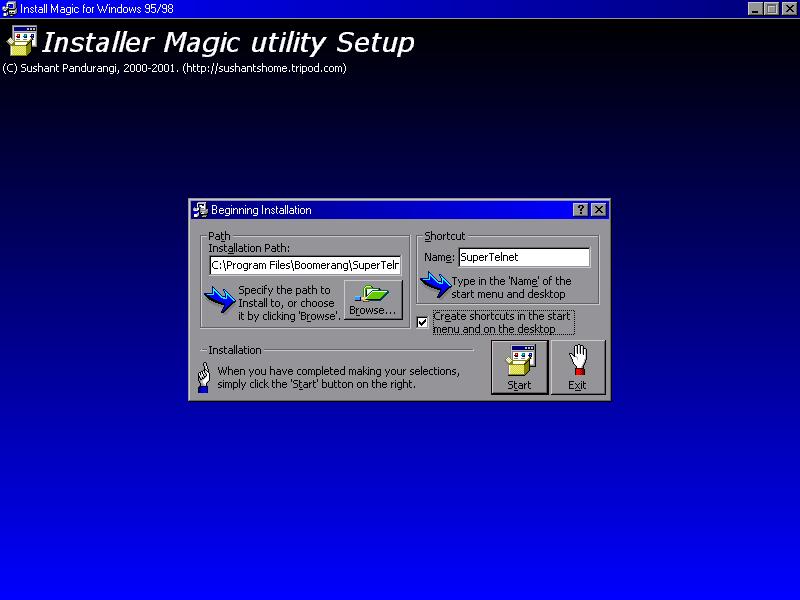 Install Magic for Windows 95/98
Installer Magic utility Setup
(C) Sushant Pandurangi, 2000-2001. (http://sushantshome.tripod.com)
Beginning Installation
Path
Installation Path:
C:\Program Files\Boomerang\SuperTelr
Specify the path to
Install to, or choose
it by clicking 'Browse'.
Browse...
Shortcut
Name:
SuperTelnet
Type in the 'Name' of the
start menu and desktop
Create shortcuts in the start
menu and on the desktop
Installation
When you have completed making your selections,
simply click the 'Start' button on the right.
Start
Exit